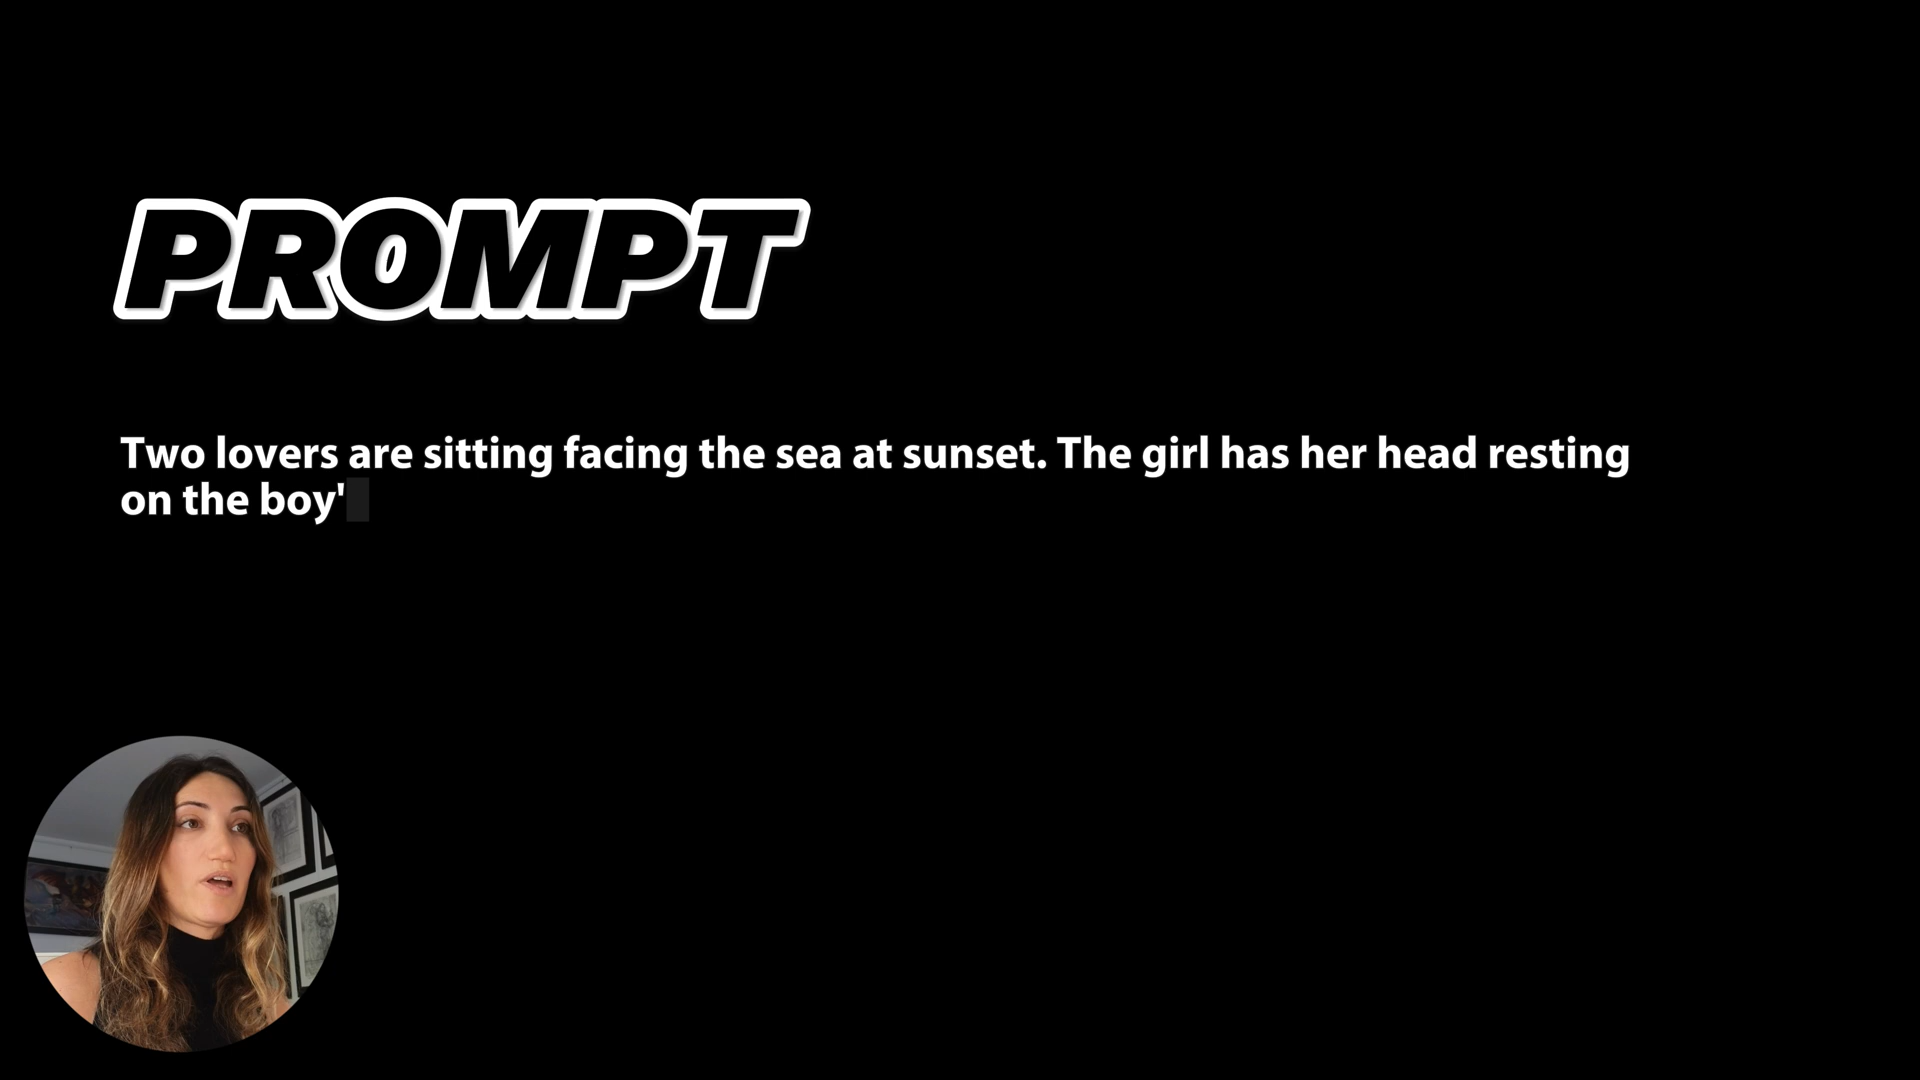 PROMPT
Two lovers are sitting facing the sea at sunset. The girl has her head resting
on the boy'